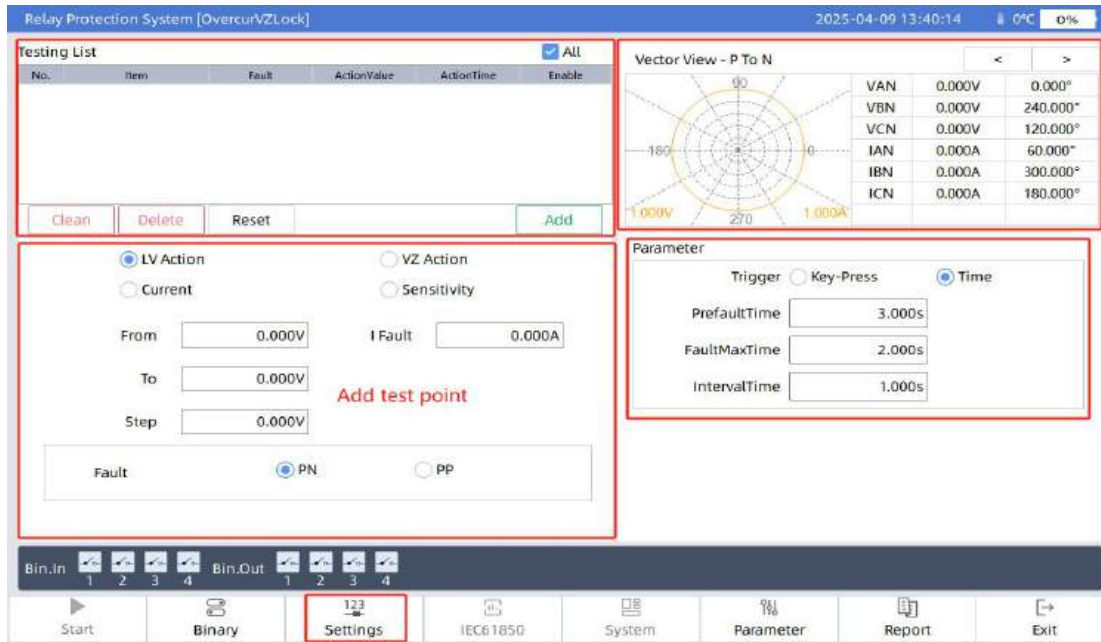 Relay Protection System [OvercurVZLock] 2025-04-09 13:40:14 0°C 0%
Testing List All
No. Item Fault ActionValue ActionTime Enable
Clean Delete Reset Add
Vector View - P To N < >
90
180 0
270
1.000V 1.000A
VAN 0.000V 0.000°
VBN 0.000V 240.000°
VCN 0.000V 120.000°
IAN 0.000A 60.000°
IBN 0.000A 300.000°
ICN 0.000A 180.000°
LV Action VZ Action
Current Sensitivity
From 0.000V I Fault 0.000A
To 0.000V
Add test point
Step 0.000V
Fault PN PP
Parameter
Trigger Key-Press Time
PrefaultTime 3.000s
FaultMaxTime 2.000s
IntervalTime 1.000s
Bin.In 1 2 3 4 Bin.Out 1 2 3 4
123
Start Binary Settings IEC61850 System Parameter Report Exit